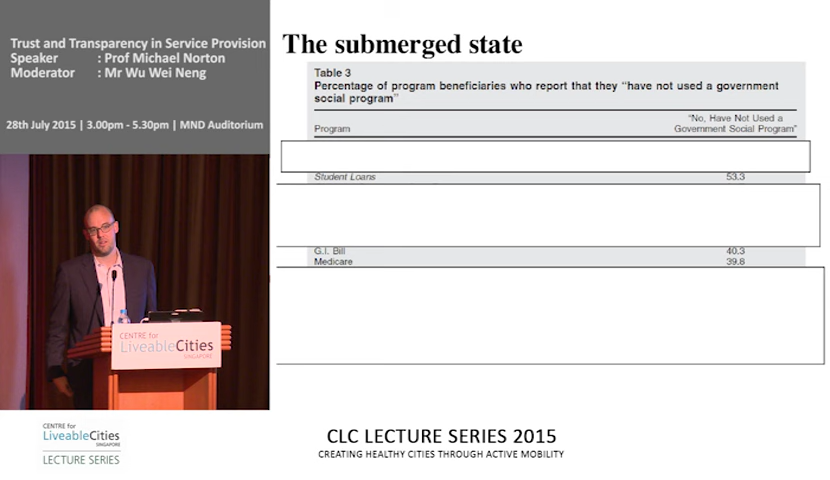 Trust and Transparency in Service Provision
Speaker : Prof Michael Norton
Moderator : Mr Wu Wei Neng
28th July 2015 | 3.00pm - 5.30pm | MND Auditorium
The submerged state
Table 3
Percentage of program beneficiaries who report that they "have not used a government
social program"
"No, Have Not Used a
Program Government Social Program"
Student Loans 53.3
G.I. Bill 40.3
Medicare 39.8
CENTRE for
LiveableCities
SINGAPORE
CENTRE for
LiveableCities
SINGAPORE
LECTURE SERIES
CLC LECTURE SERIES 2015
CREATING HEALTHY CITIES THROUGH ACTIVE MOBILITY